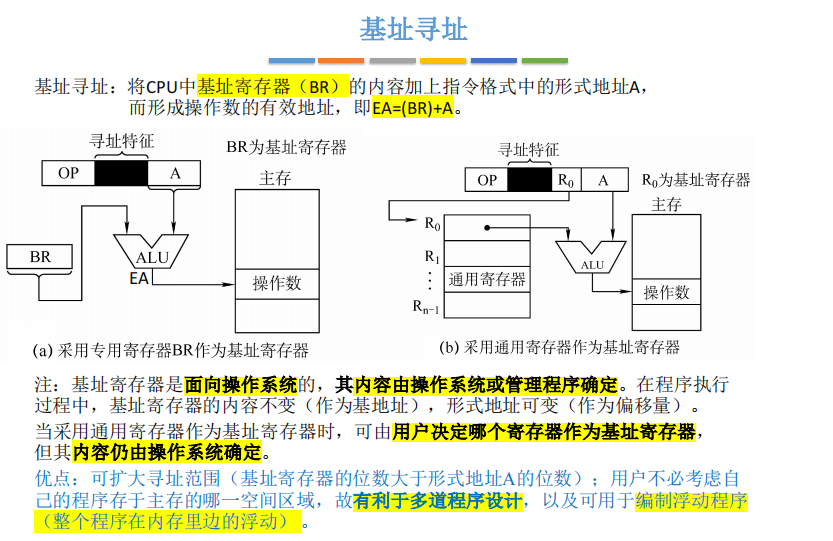 基址寻址
基址寻址：将CPU中基址寄存器（BR）的内容加上指令格式中的形式地址A，
而形成操作数的有效地址，即EA=(BR)+A。
寻址特征
BR为基址寄存器
OP
A
主存
BR
ALU
EA
操作数
(a) 采用专用寄存器BR作为基址寄存器
寻址特征
OP
R₀
A
R₀为基址寄存器
主存
R₀
R₁
⋮
通用寄存器
Rₙ₋₁
ALU
操作数
(b) 采用通用寄存器作为基址寄存器
注：基址寄存器是面向操作系统的，其内容由操作系统或管理程序确定。在程序执行
过程中，基址寄存器的内容不变（作为基地址），形式地址可变（作为偏移量）。
当采用通用寄存器作为基址寄存器时，可由用户决定哪个寄存器作为基址寄存器，
但其内容仍由操作系统确定。
优点：可扩大寻址范围（基址寄存器的位数大于形式地址A的位数）；用户不必考虑自
己的程序存于主存的哪一空间区域，故有利于多道程序设计，以及可用于编制浮动程序
（整个程序在内存里边的浮动）。